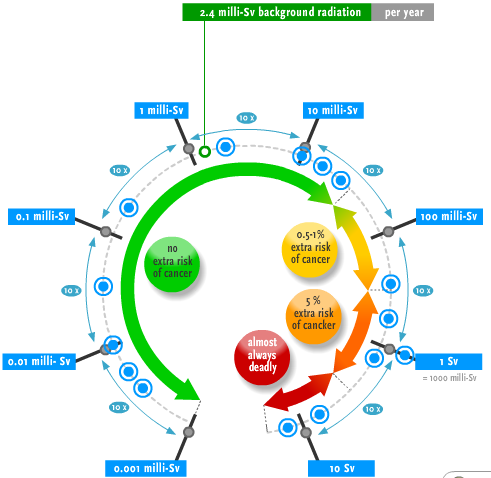 2.4 milli-Sv background radiation per year
1 milli-Sv
10 milli-Sv
10 x
10 x
10 x
0.1 milli-Sv
100 milli-Sv
no
extra risk
of cancer
0.5-1%
extra risk
of cancer
10 x
10 x
5 %
extra risk
of cancker
almost
always
deadly
0.01 milli- Sv
1 Sv
= 1000 milli-Sv
10 x
10 x
0.001 milli-Sv
10 Sv